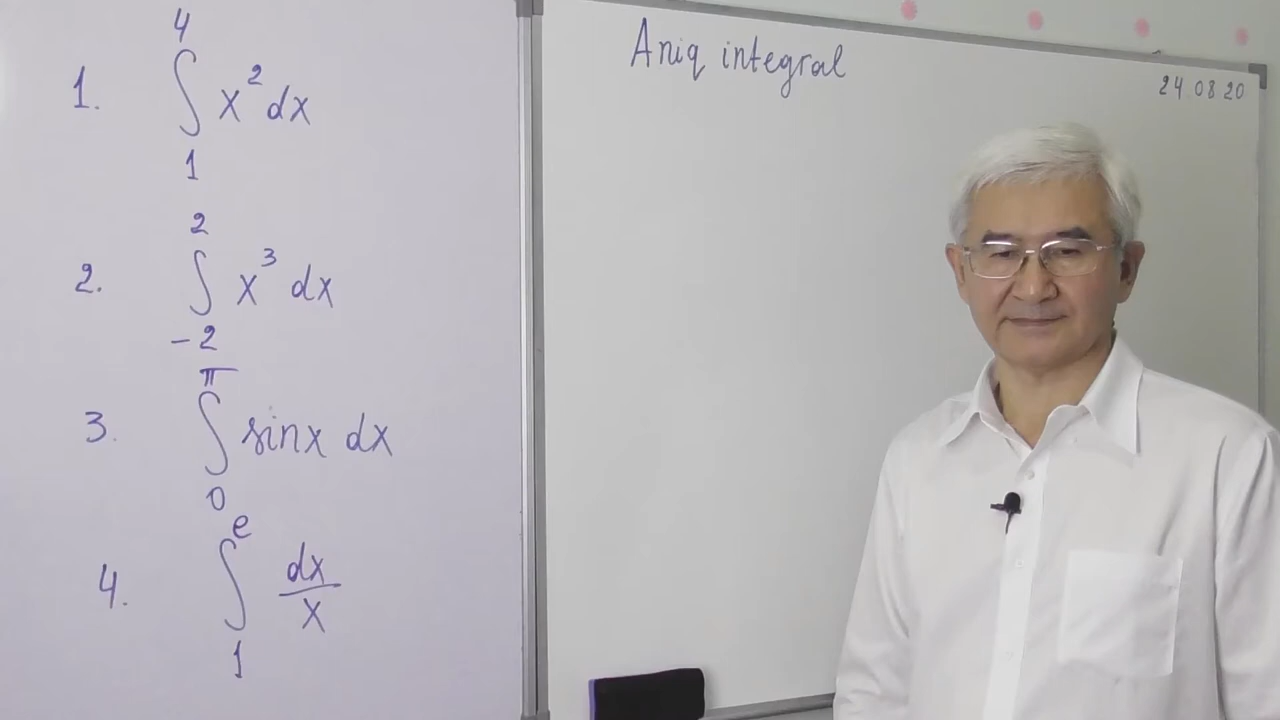 1. ∫₁⁴ x² dx
2. ∫₋₂² x³ dx
3. ∫₀^π sinx dx
4. ∫₁^e dx/x
Aniq integral
24 08 20